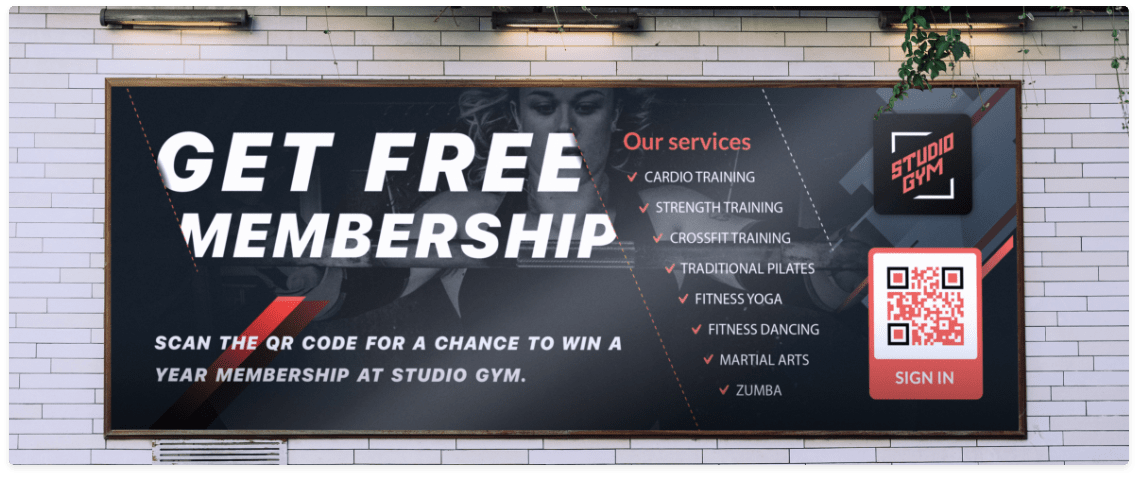 GET FREE
MEMBERSHIP
SCAN THE QR CODE FOR A CHANCE TO WIN A
YEAR MEMBERSHIP AT STUDIO GYM.
Our services
CARDIO TRAINING
STRENGTH TRAINING
CROSSFIT TRAINING
TRADITIONAL PILATES
FITNESS YOGA
FITNESS DANCING
MARTIAL ARTS
ZUMBA
STUDIO
GYM
SIGN IN